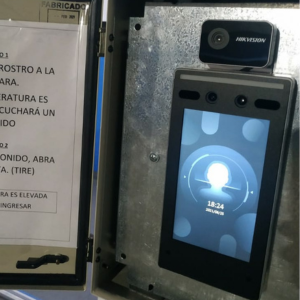 FABRICADO
ROSTRO A LA
ARA.
ERATURA ES
CUCHARÁ UN
IDO
ONIDO, ABRA
A. (TIRE)
RA ES ELEVADA
INGRESAR
HIKVISION
18:24